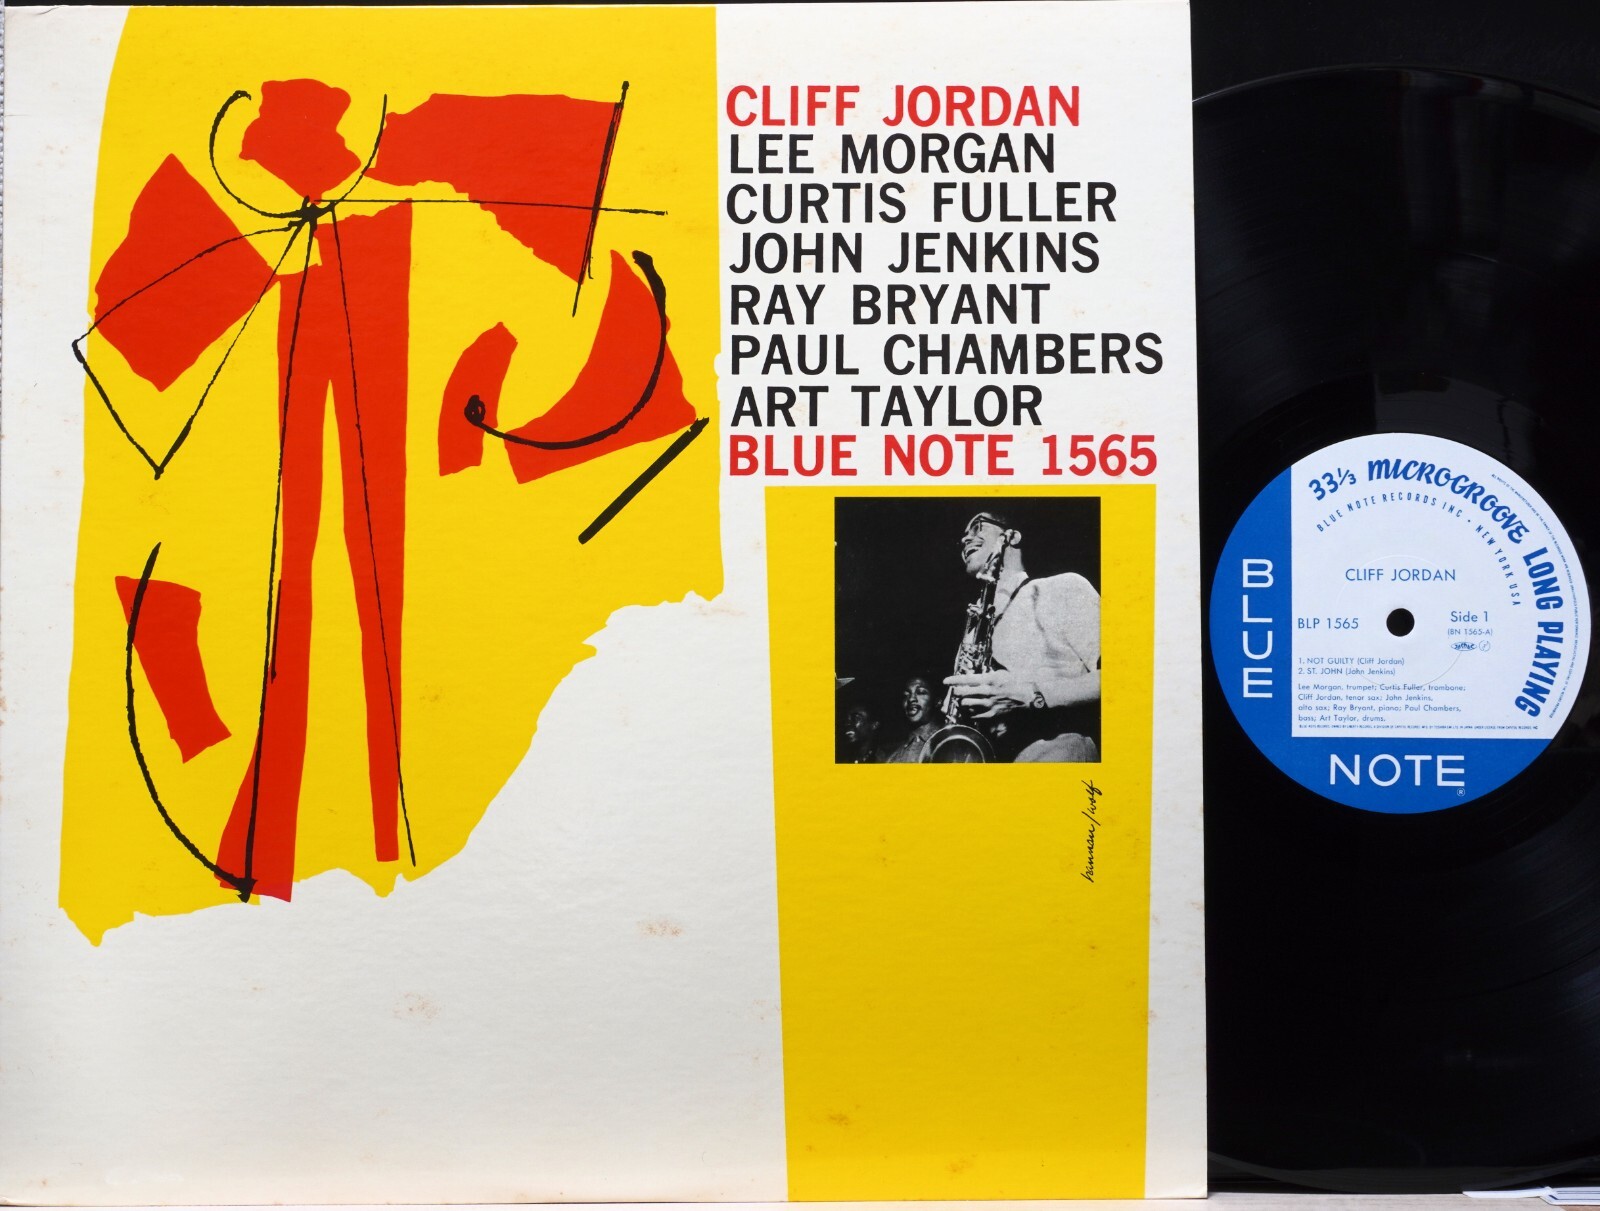 CLIFF JORDAN
LEE MORGAN
CURTIS FULLER
JOHN JENKINS
RAY BRYANT
PAUL CHAMBERS
ART TAYLOR
BLUE NOTE 1565
hannan/wolf
33⅓ MICROGROOVE LONG PLAYING
BLUE NOTE RECORDS INC • NEW YORK USA
CLIFF JORDAN
BLP 1565
Side 1
(BN 1565-A)
1. NOT GUILTY (Cliff Jordan)
2. ST. JOHN (John Jenkins)
Lee Morgan, trumpet; Curtis Fuller, trombone;
Cliff Jordan, tenor sax; John Jenkins,
alto sax; Ray Bryant, piano; Paul Chambers,
bass; Art Taylor, drums.
BLUE
NOTE
®